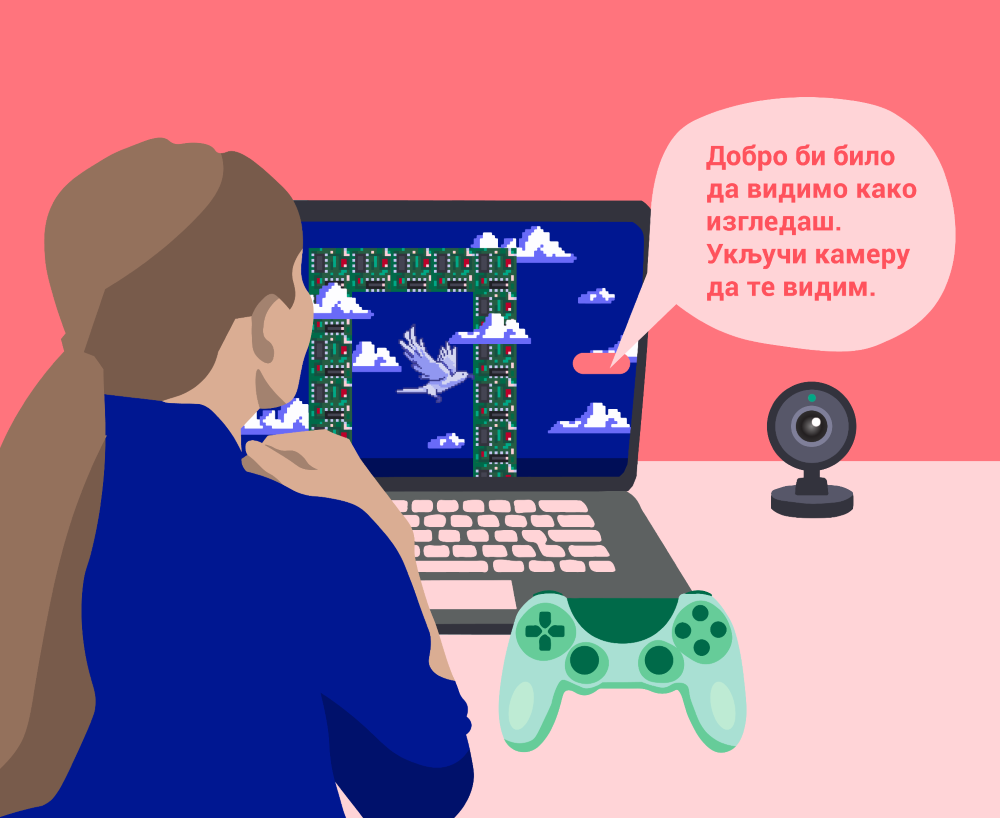 Добро би било
да видимо како
изгледаш.
Укључи камеру
да те видим.